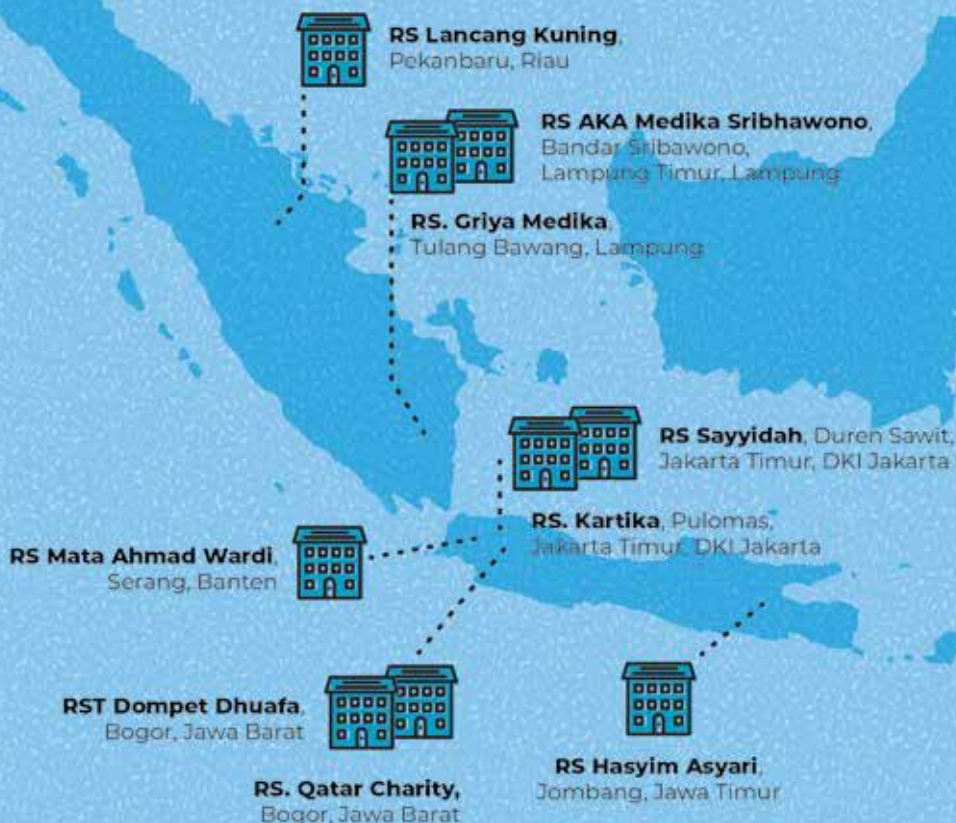 RS Lancang Kuning,
Pekanbaru, Riau
RS AKA Medika Sribhawono,
Bandar Sribawono,
Lampung Timur, Lampung
RS. Griya Medika,
Tulang Bawang, Lampung
RS Sayyidah, Duren Sawit,
Jakarta Timur, DKI Jakarta
RS. Kartika, Pulomas,
Jakarta Timur, DKI Jakarta
RS Mata Ahmad Wardi,
Serang, Banten
RST Dompet Dhuafa,
Bogor, Jawa Barat
RS. Qatar Charity,
Bogor, Jawa Barat
RS Hasyim Asyari,
Jombang, Jawa Timur